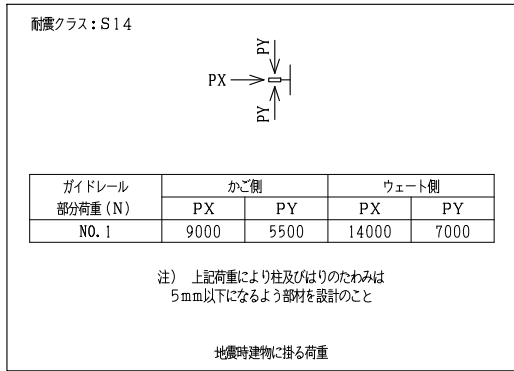 耐震クラス：S14
PY
PX
PY
ガイドレール かご側 ウェート側
部分荷重(N) PX PY PX PY
NO.1 9000 5500 14000 7000
注) 上記荷重により柱及びはりのたわみは
5mm以下になるよう部材を設計のこと
地震時建物に掛る荷重